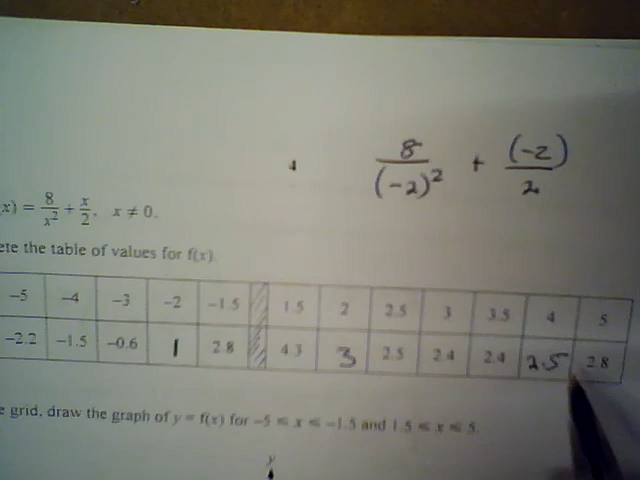 8 / (-2)² + (-2) / 2
4
x) = 8/x² + x/2, x ≠ 0.
ete the table of values for f(x).
-5 -4 -3 -2 -1.5 1.5 2 2.5 3 3.5 4 5
-2.2 -1.5 -0.6 1 2.8 4.3 3 2.5 2.4 2.4 2.5 2.8
e grid, draw the graph of y = f(x) for -5 ≤ x ≤ -1.5 and 1.5 ≤ x ≤ 5.
y